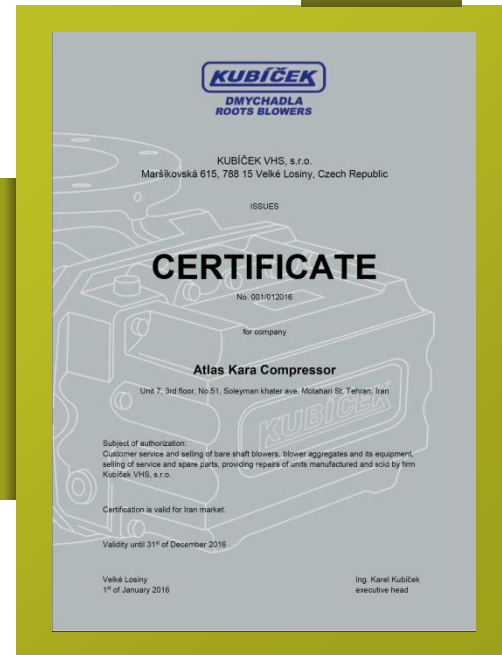 KUBÍČEK
DMYCHADLA
ROOTS BLOWERS
KUBÍČEK VHS, s.r.o.
Maršíkovská 615, 788 15 Velké Losiny, Czech Republic
ISSUES
CERTIFICATE
No. 001/012016
for company
Atlas Kara Compressor
Unit 7, 3rd floor, No.51, Soleyman khater ave. Motahari St, Tehran, Iran
KUBÍČEK
Subject of authorization:
Customer service and selling of bare shaft blowers, blower aggregates and its equipment,
selling of service and spare parts, providing repairs of units manufactured and sold by firm
Kubíček VHS, s.r.o.
Certification is valid for Iran market.
Validity until 31st of December 2016
Velké Losiny
1st of January 2016
Ing. Karel Kubíček
executive head